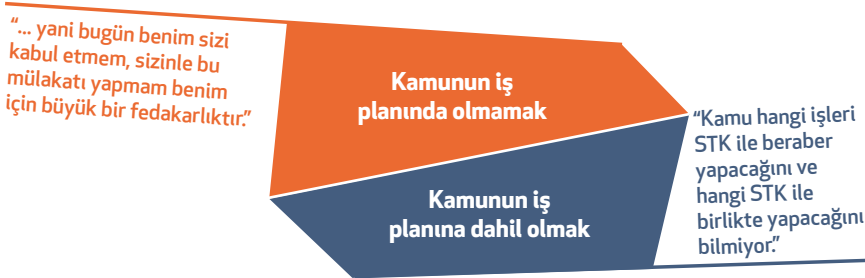 “... yani bugün benim sizi
kabul etmem, sizinle bu
mülakatı yapmam benim
için büyük bir fedakarlıktır.”
Kamunun iş
planında olmamak
“Kamu hangi işleri
STK ile beraber
yapacağını ve
hangi STK ile
birlikte yapacağını
bilmiyor.”
Kamunun iş
planına dahil olmak